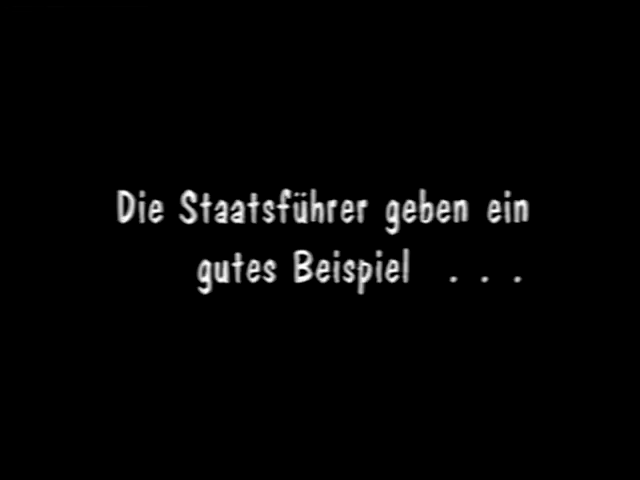 Die Staatsführer geben ein
gutes Beispiel . . .